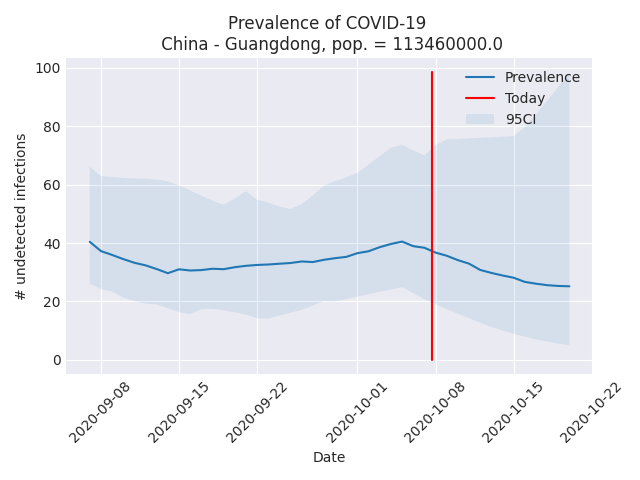 Prevalence of COVID-19
China - Guangdong, pop. = 113460000.0
100
80
60
40
20
0
# undetected infections
Prevalence
Today
95CI
2020-09-08
2020-09-15
2020-09-22
2020-10-01
2020-10-08
2020-10-15
2020-10-22
Date